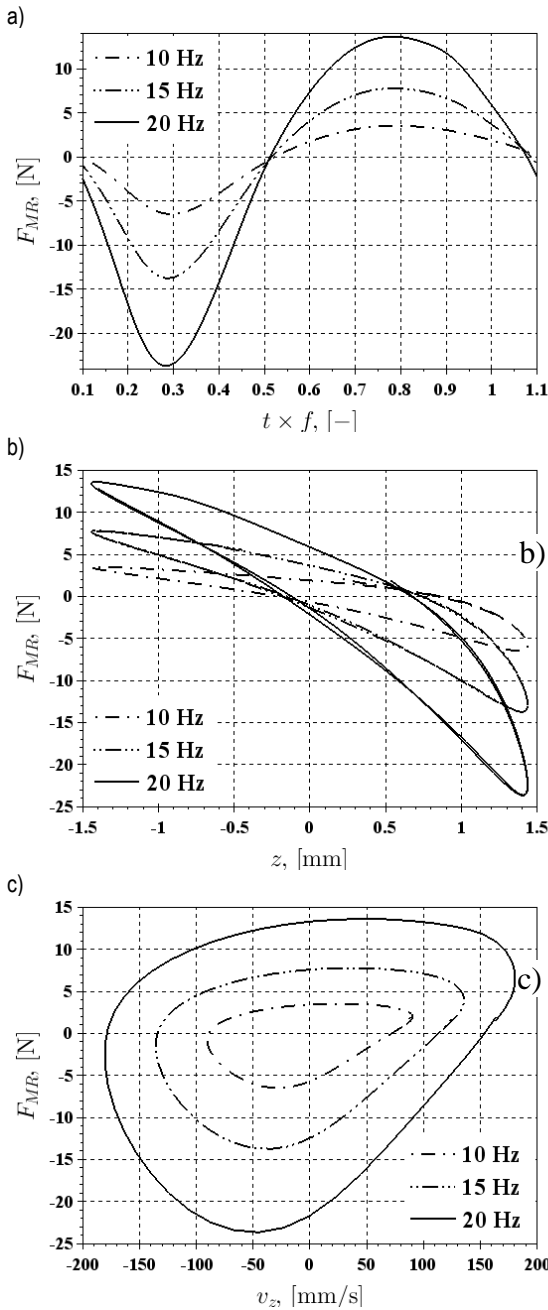 a)
10
5
0
-5
-10
-15
-20
F_MR, [N]
10 Hz
15 Hz
20 Hz
0.1 0.2 0.3 0.4 0.5 0.6 0.7 0.8 0.9 1 1.1
t × f, [−]
b)
15
10
5
0
-5
-10
-15
-20
-25
F_MR, [N]
b)
10 Hz
15 Hz
20 Hz
-1.5 -1 -0.5 0 0.5 1 1.5
z, [mm]
c)
15
10
5
0
-5
-10
-15
-20
-25
F_MR, [N]
c)
10 Hz
15 Hz
20 Hz
-200 -150 -100 -50 0 50 100 150 200
v_z, [mm/s]